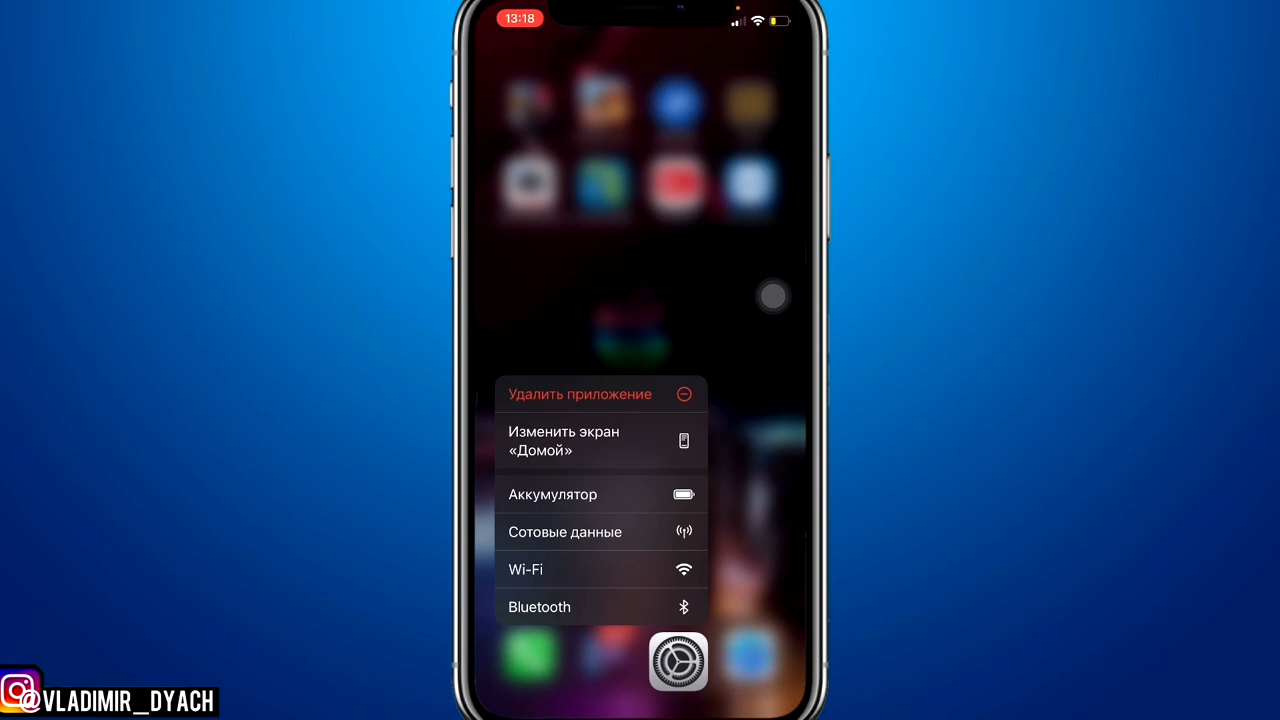 13:18
Удалить приложение
Изменить экран
«Домой»
Аккумулятор
Сотовые данные
Wi-Fi
Bluetooth
@VLADIMIR_DYACH